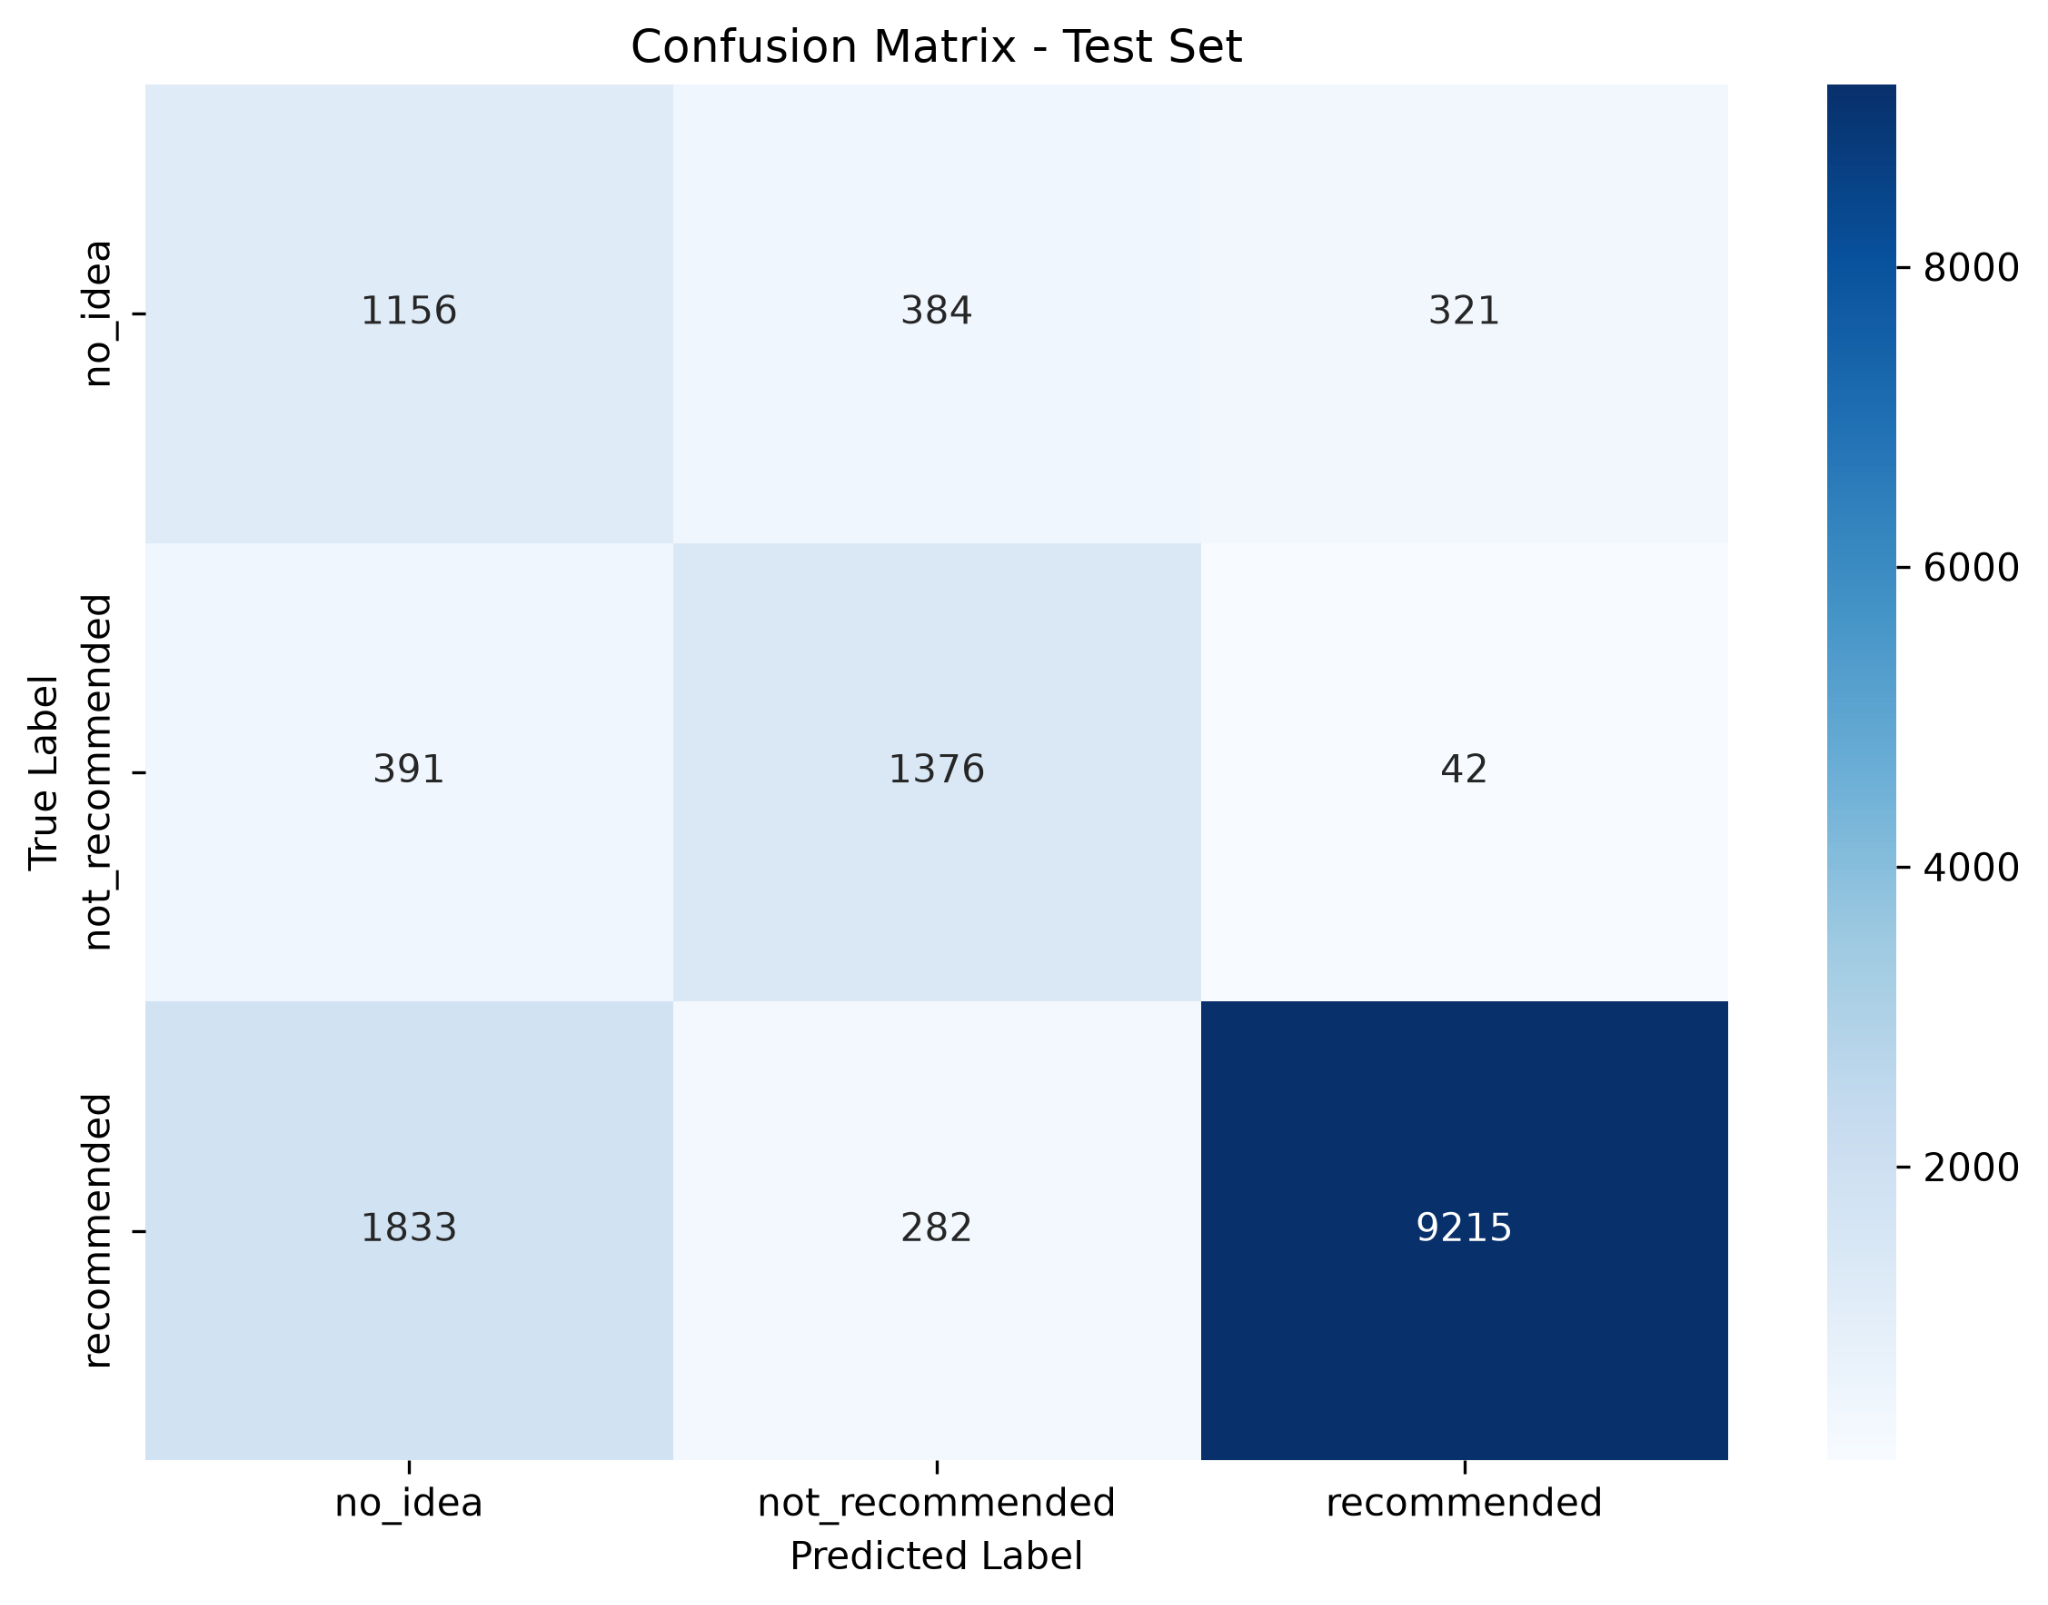 Confusion Matrix - Test Set
True Label
no_idea
1156 384 321
not_recommended
391 1376 42
recommended
1833 282 9215
no_idea not_recommended recommended
Predicted Label
8000
6000
4000
2000